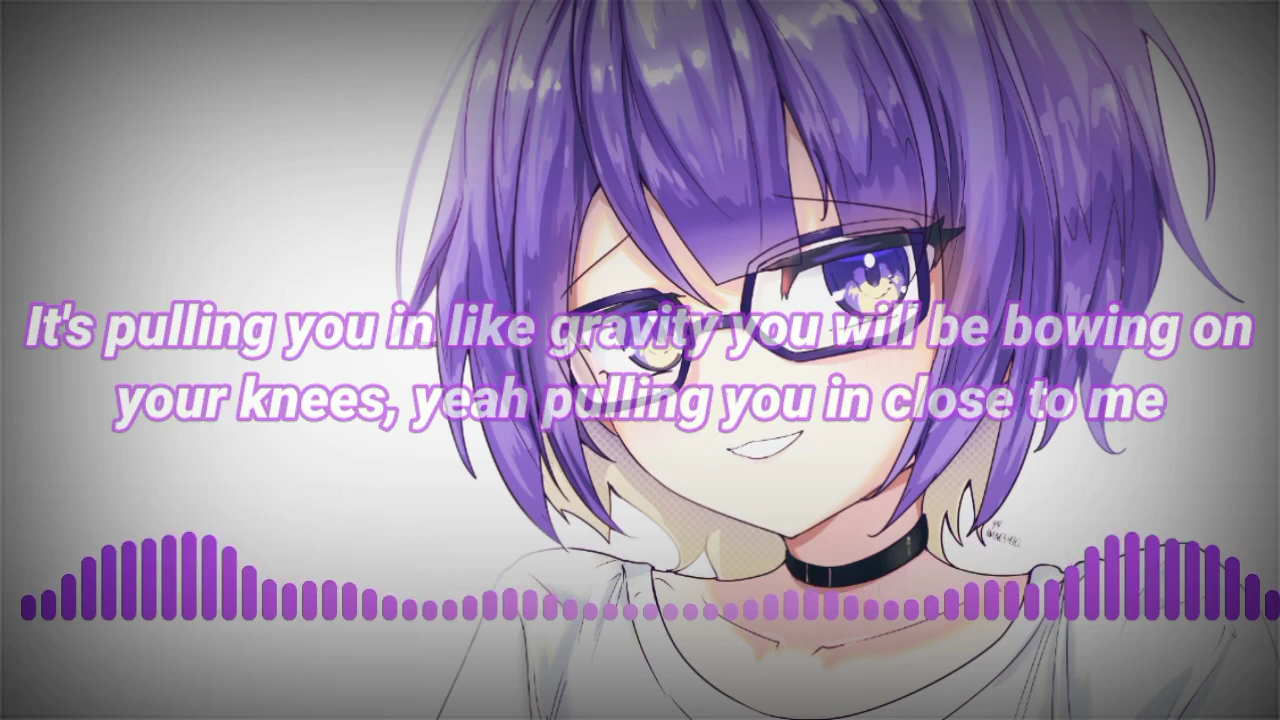 It's pulling you in like gravity you will be bowing on
your knees, yeah pulling you in close to me